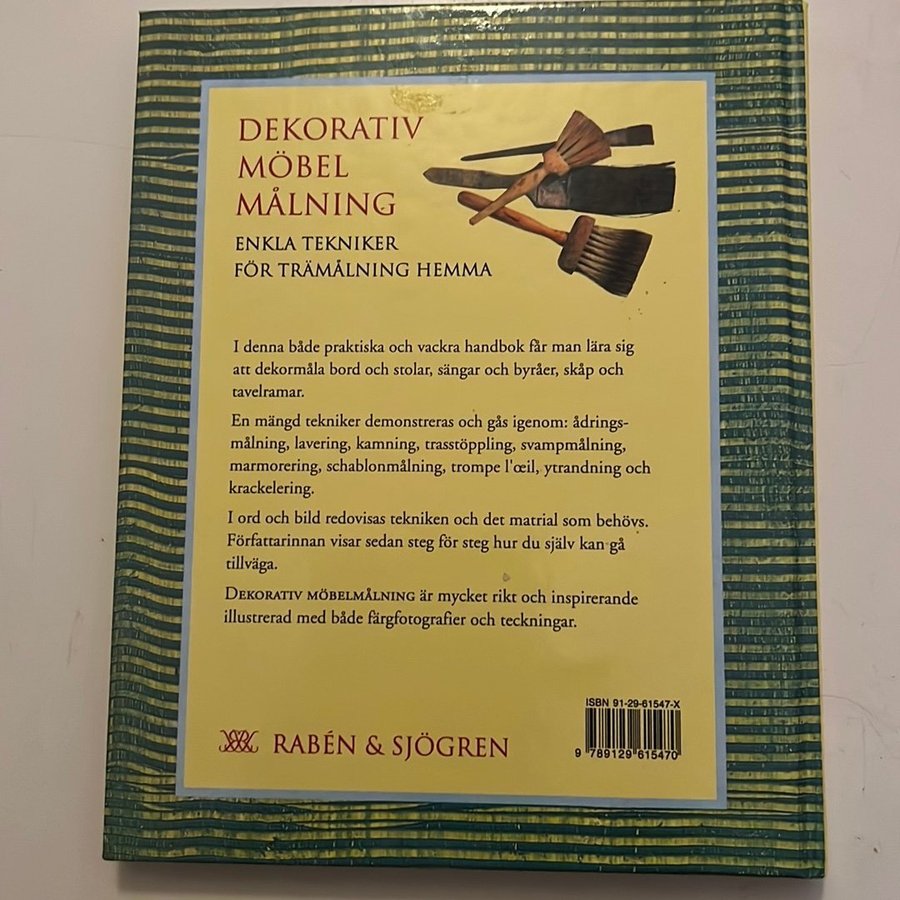 DEKORATIV
MÖBEL
MÅLNING
ENKLA TEKNIKER
FÖR TRÄMÅLNING HEMMA
I denna både praktiska och vackra handbok får man lära sig
att dekormåla bord och stolar, sängar och byråer, skåp och
tavelramar.
En mängd tekniker demonstreras och gås igenom: ådrings-
målning, lavering, kamning, trasstöppling, svampmålning,
marmorering, schablonmålning, trompe l'œil, ytrandning och
krackelering.
I ord och bild redovisas tekniken och det matrial som behövs.
Författarinnan visar sedan steg för steg hur du själv kan gå
tillväga.
DEKORATIV MÖBELMÅLNING är mycket rikt och inspirerande
illustrerad med både färgfotografier och teckningar.
ISBN 91-29-61547-X
9 789129 615470
RABÉN & SJÖGREN